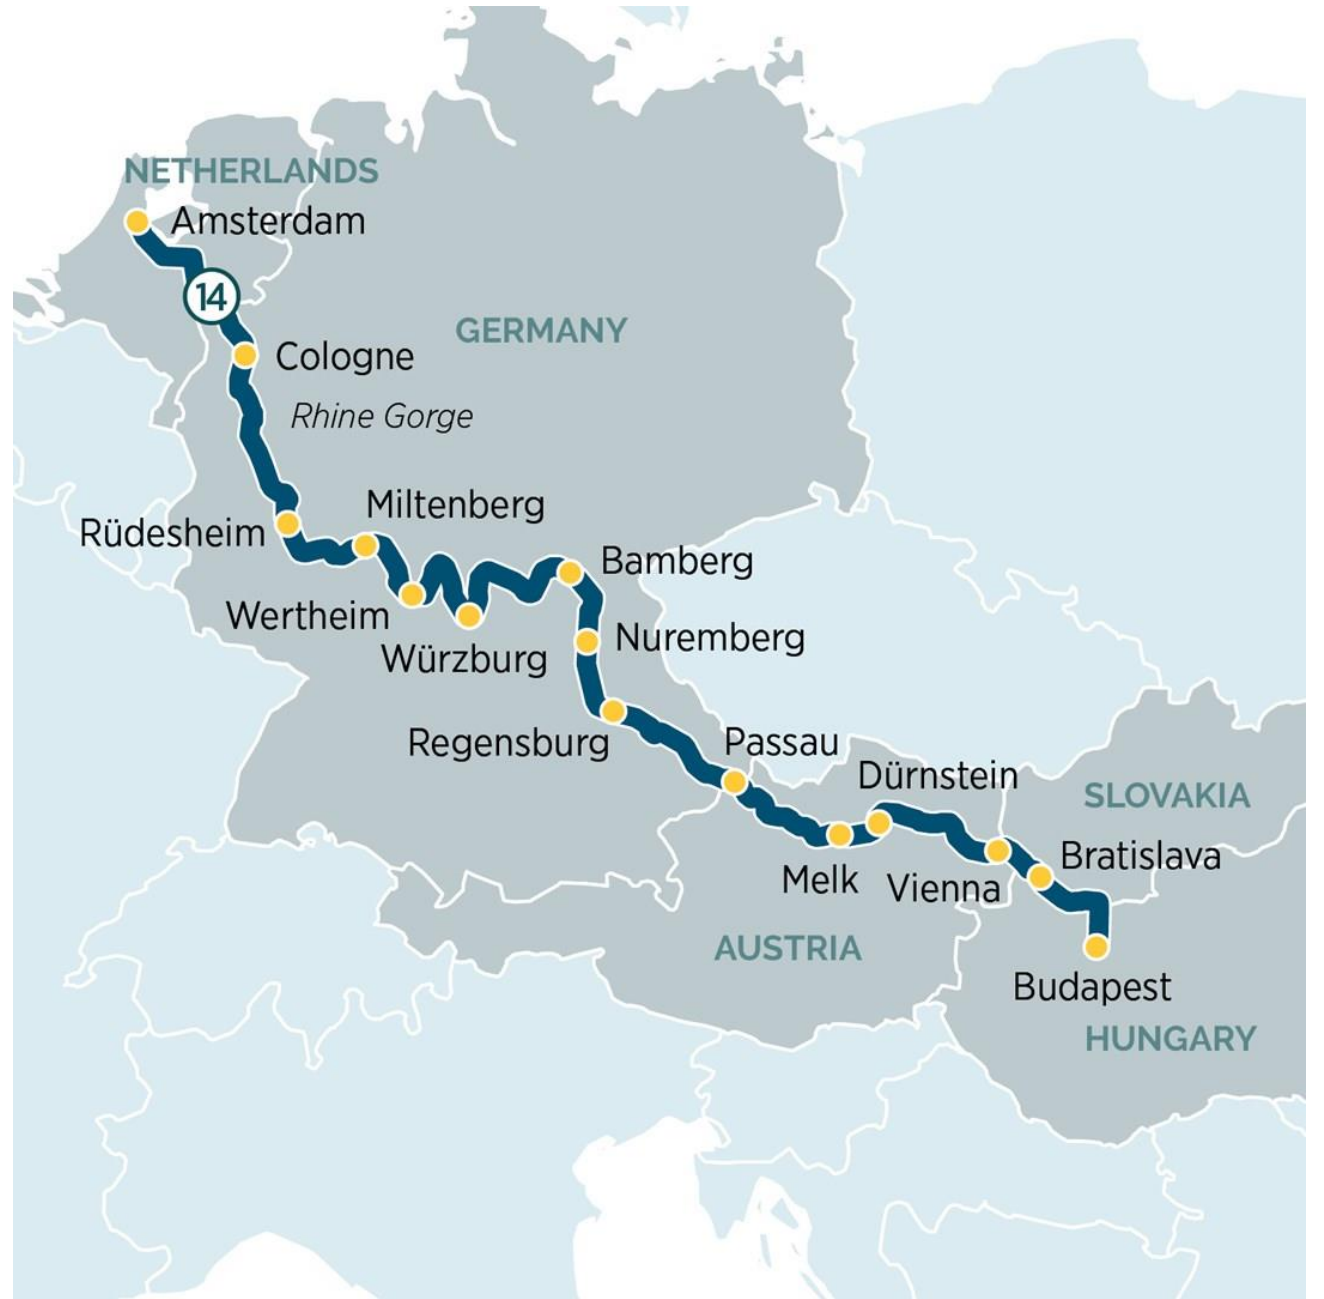 NETHERLANDS
Amsterdam
14
GERMANY
Cologne
Rhine Gorge
Miltenberg
Rüdesheim
Bamberg
Wertheim
Nuremberg
Würzburg
Regensburg
Passau
Dürnstein
SLOVAKIA
Bratislava
Melk
Vienna
AUSTRIA
Budapest
HUNGARY